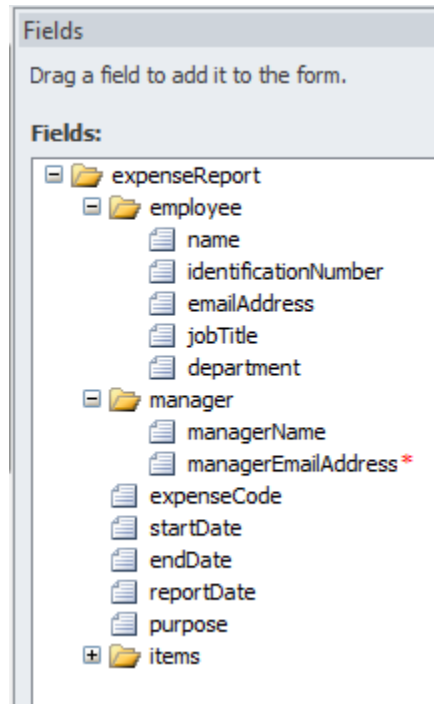 Fields
Drag a field to add it to the form.
Fields:
expenseReport
employee
name
identificationNumber
emailAddress
jobTitle
department
manager
managerName
managerEmailAddress*
expenseCode
startDate
endDate
reportDate
purpose
items